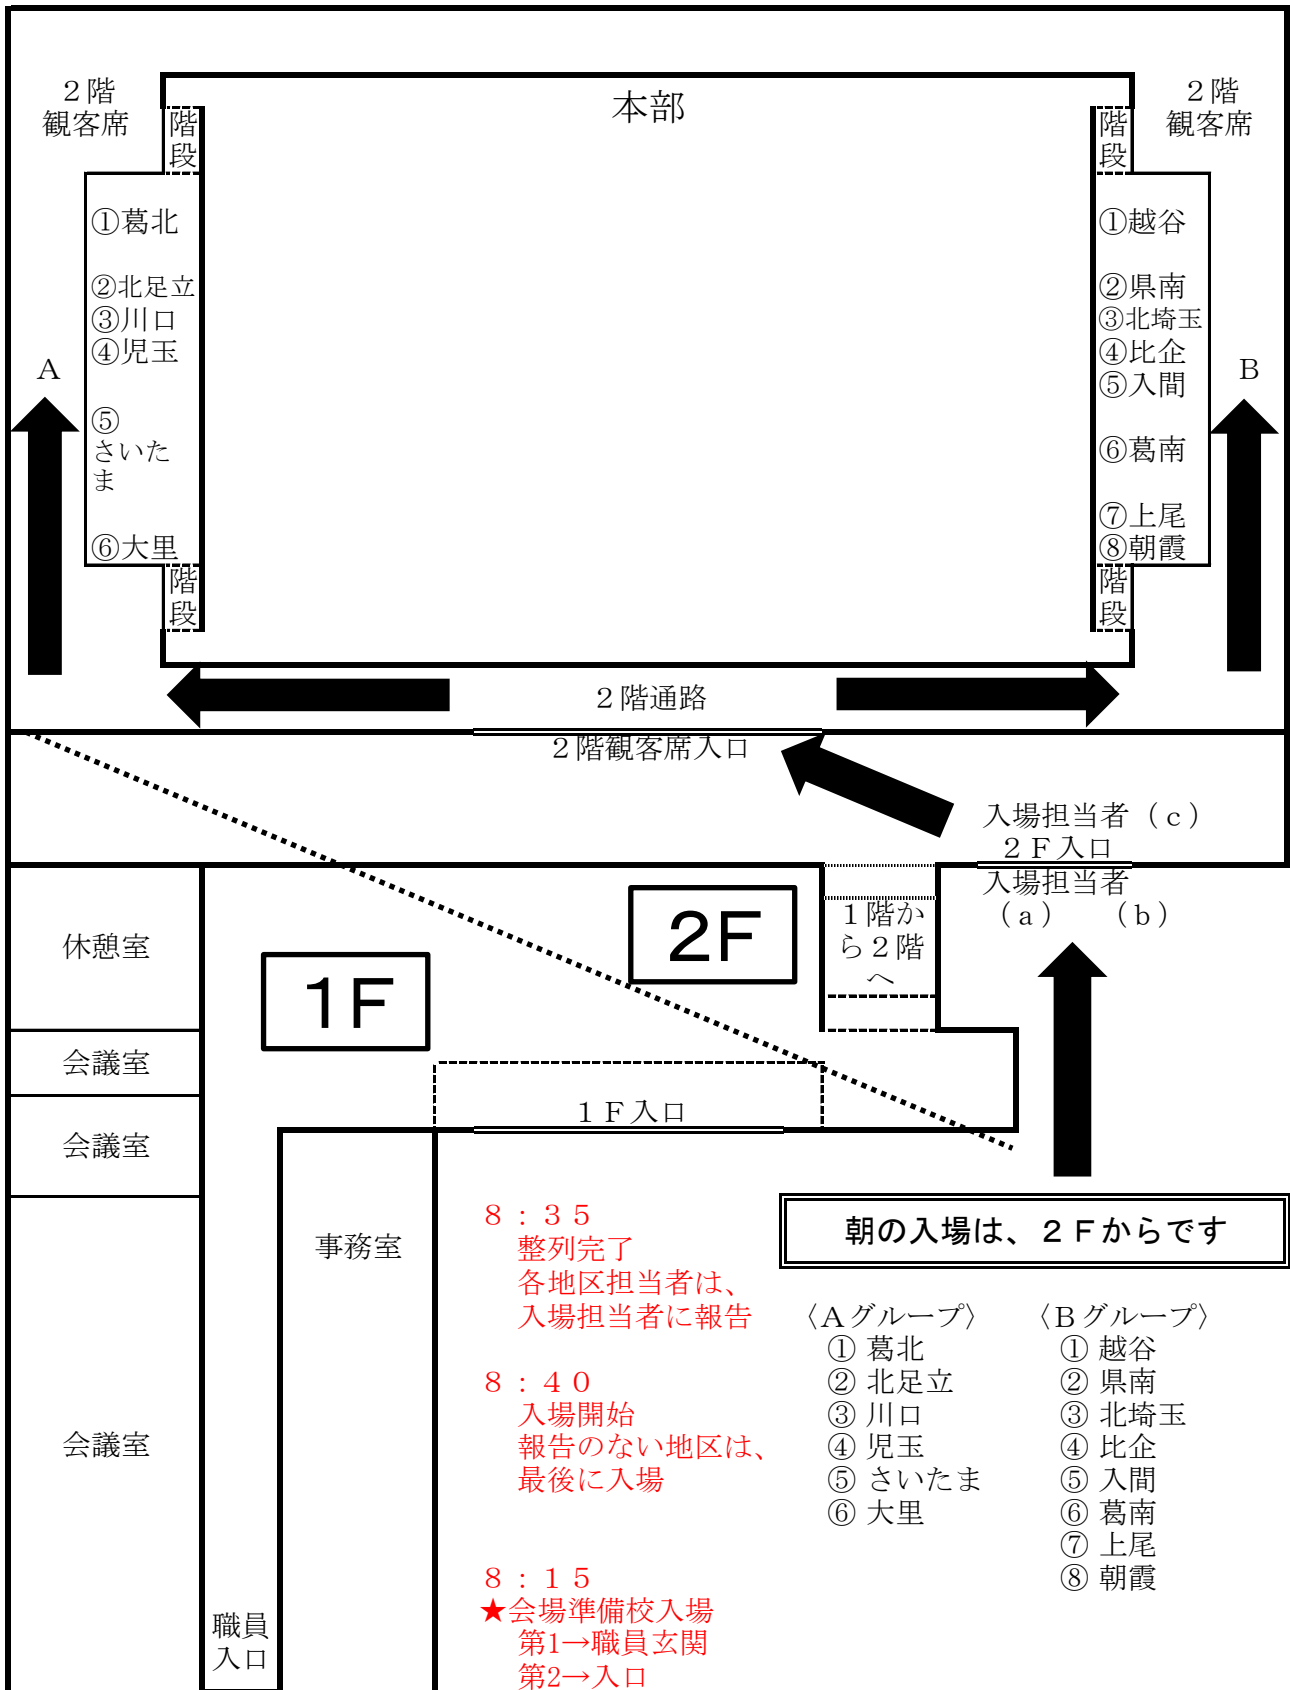 ２階
観客席
本部
２階
観客席
階
段
階
段
①葛北
②北足立
③川口
④児玉
⑤
さいた
ま
⑥大里
①越谷
②県南
③北埼玉
④比企
⑤入間
⑥葛南
⑦上尾
⑧朝霞
A
B
階
段
階
段
２階通路
２階観客席入口
入場担当者（ｃ）
２Ｆ入口
入場担当者
（ａ）　（ｂ）
１階か
ら２階
へ
２Ｆ
１Ｆ
休憩室
会議室
会議室
会議室
１Ｆ入口
事務室
職員
入口
８：３５
整列完了
各地区担当者は、
入場担当者に報告
８：４０
入場開始
報告のない地区は、
最後に入場
８：１５
★会場準備校入場
第1→職員玄関
第2→入口
朝の入場は、２Ｆからです
〈Ａグループ〉
① 葛北
② 北足立
③ 川口
④ 児玉
⑤ さいたま
⑥ 大里
〈Ｂグループ〉
① 越谷
② 県南
③ 北埼玉
④ 比企
⑤ 入間
⑥ 葛南
⑦ 上尾
⑧ 朝霞